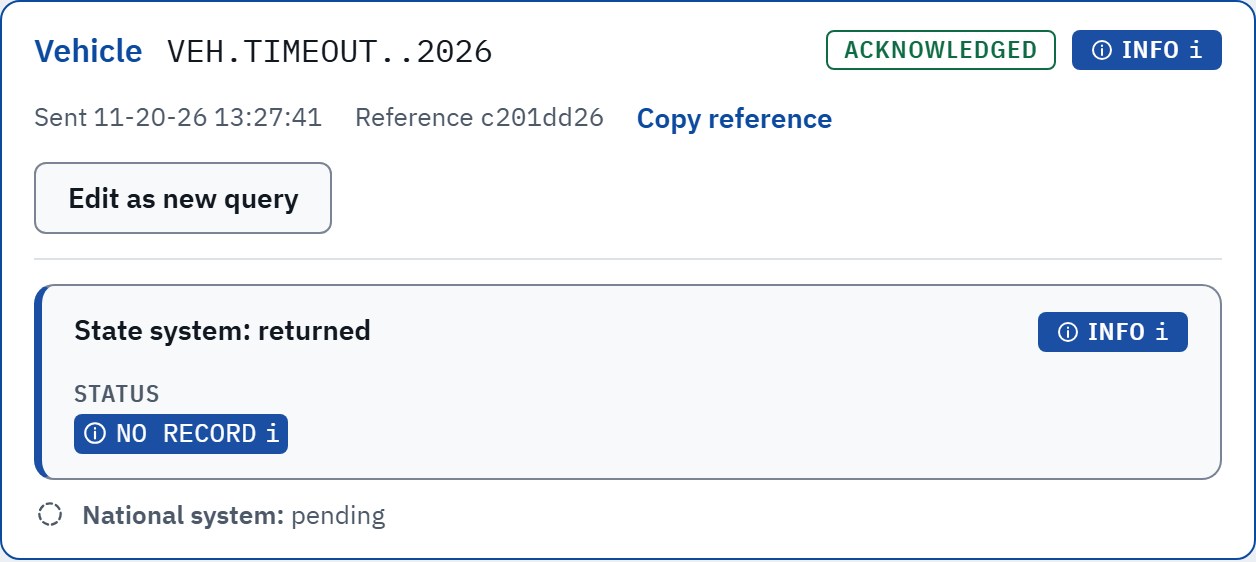 Vehicle VEH.TIMEOUT..2026 ACKNOWLEDGED INFO i
Sent 11-20-26 13:27:41 Reference c201dd26 Copy reference
Edit as new query
State system: returned INFO i
STATUS
NO RECORD i
National system: pending